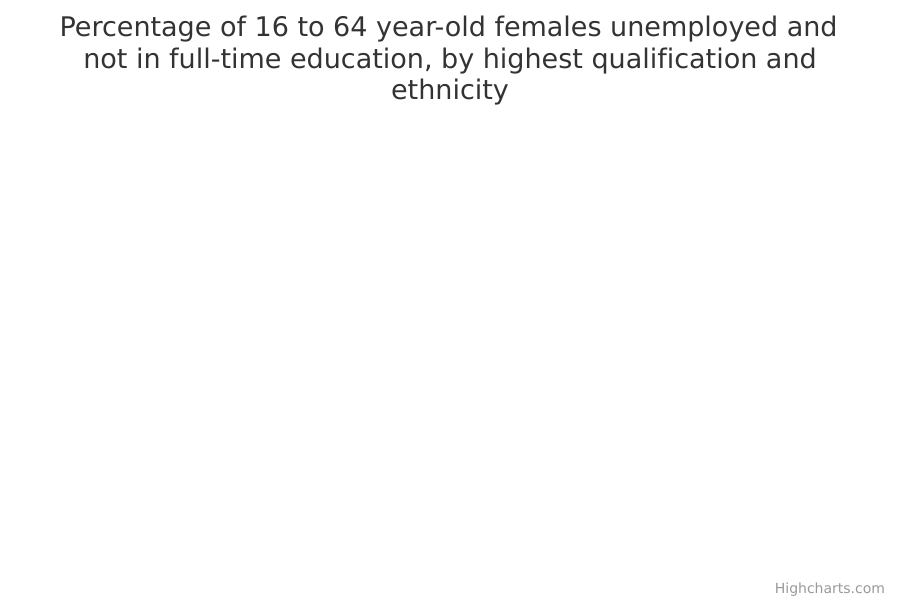 Percentage of 16 to 64 year-old females unemployed and
not in full-time education, by highest qualification and
ethnicity
Highcharts.com